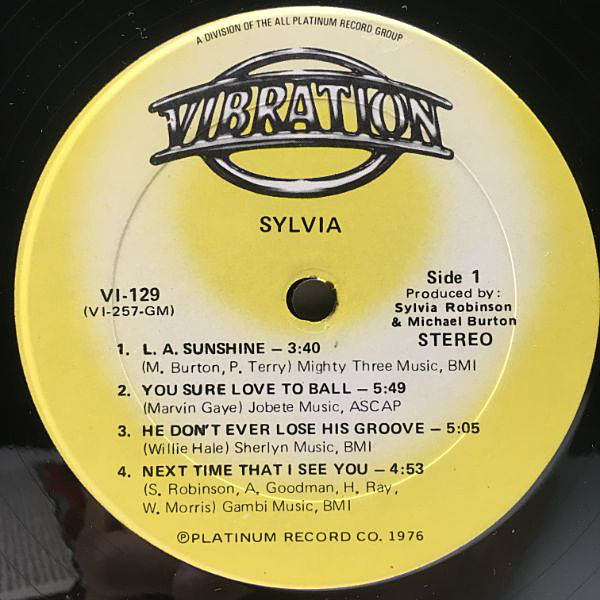 A DIVISION OF THE ALL PLATINUM RECORD GROUP
VIBRATION
SYLVIA
VI-129
(VI-257-GM)
Side 1
Produced by:
Sylvia Robinson
& Michael Burton
STEREO
1. L. A. SUNSHINE – 3:40
(M. Burton, P. Terry) Mighty Three Music, BMI
2. YOU SURE LOVE TO BALL – 5:49
(Marvin Gaye) Jobete Music, ASCAP
3. HE DON'T EVER LOSE HIS GROOVE – 5:05
(Willie Hale) Sherlyn Music, BMI
4. NEXT TIME THAT I SEE YOU – 4:53
(S. Robinson, A. Goodman, H. Ray,
W. Morris) Gambi Music, BMI
℗PLATINUM RECORD CO. 1976